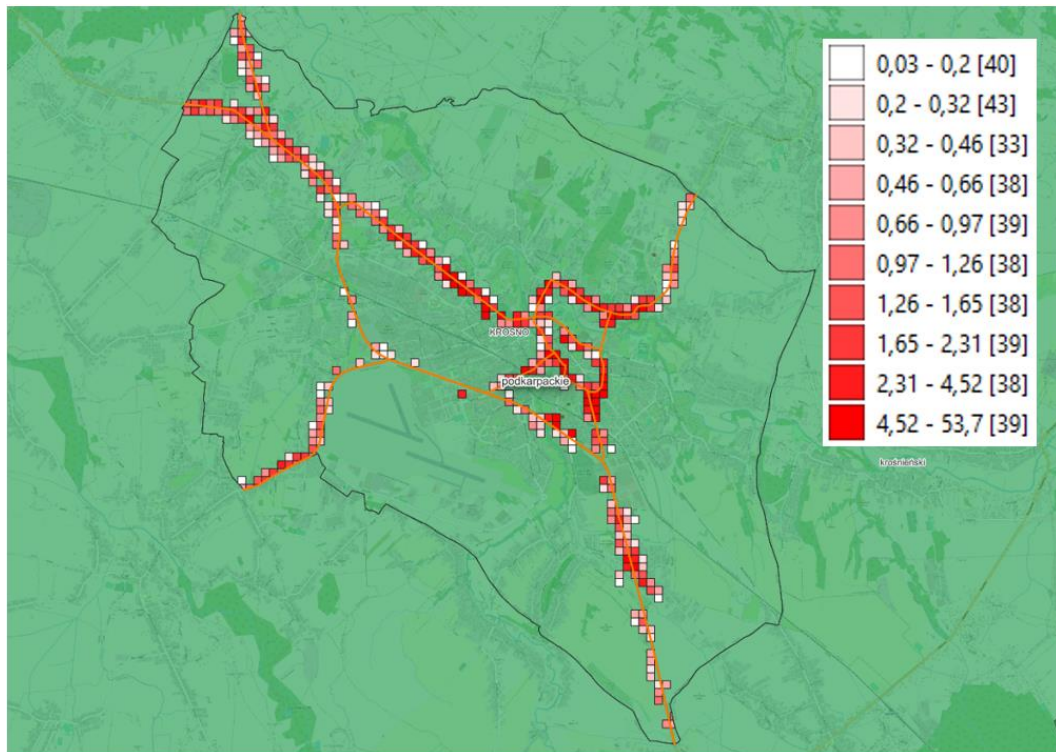 0,03 - 0,2 [40]
0,2 - 0,32 [43]
0,32 - 0,46 [33]
0,46 - 0,66 [38]
0,66 - 0,97 [39]
0,97 - 1,26 [38]
1,26 - 1,65 [38]
1,65 - 2,31 [39]
2,31 - 4,52 [38]
4,52 - 53,7 [39]
KROSNO
podkarpackie
krośnieński